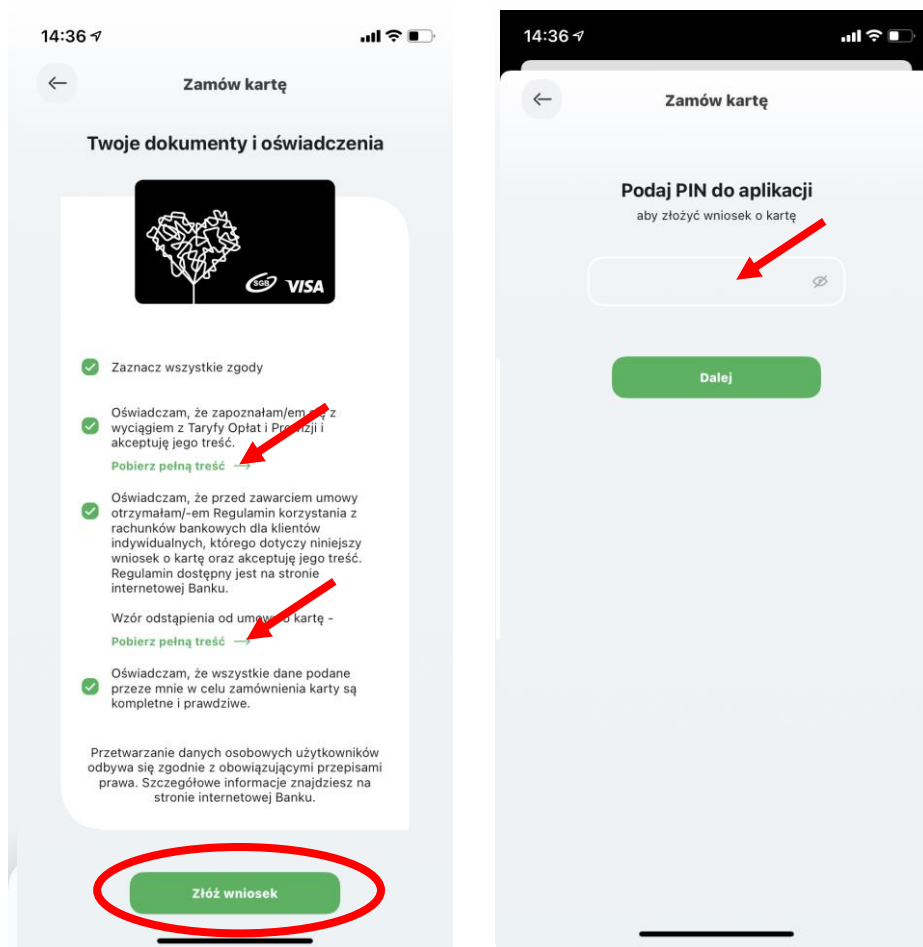 14:36
Zamów kartę
Twoje dokumenty i oświadczenia
SGB VISA
Zaznacz wszystkie zgody
Oświadczam, że zapoznałam/em się z
wyciągiem z Taryfy Opłat i Prowizji i
akceptuję jego treść.
Pobierz pełną treść →
Oświadczam, że przed zawarciem umowy
otrzymałam/-em Regulamin korzystania z
rachunków bankowych dla klientów
indywidualnych, którego dotyczy niniejszy
wniosek o kartę oraz akceptuję jego treść.
Regulamin dostępny jest na stronie
internetowej Banku.
Wzór odstąpienia od umowy o kartę -
Pobierz pełną treść →
Oświadczam, że wszystkie dane podane
przeze mnie w celu zamównienia karty są
kompletne i prawdziwe.
Przetwarzanie danych osobowych użytkowników
odbywa się zgodnie z obowiązującymi przepisami
prawa. Szczegółowe informacje znajdziesz na
stronie internetowej Banku.
Złóż wniosek
14:36
Zamów kartę
Podaj PIN do aplikacji
aby złożyć wniosek o kartę
Dalej